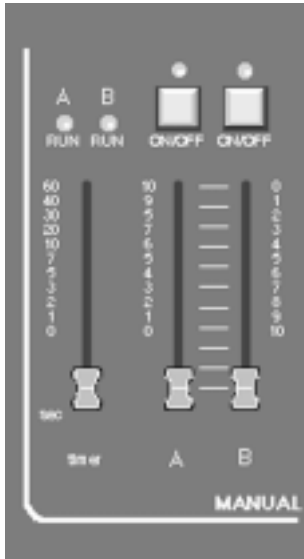 A B
RUN RUN ON/OFF ON/OFF
60 10 0
40 9 1
30 8 2
20 7 3
10 6 4
7 5 5
5 4 6
3 3 7
2 2 8
1 1 9
0 0 10
sec
timer A B
MANUAL